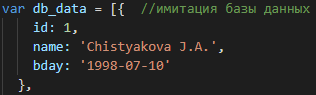 var db_data = [{  //имитация базы данных
    id: 1,
    name: 'Chistyakova J.A.',
    bday: '1998-07-10'
  },